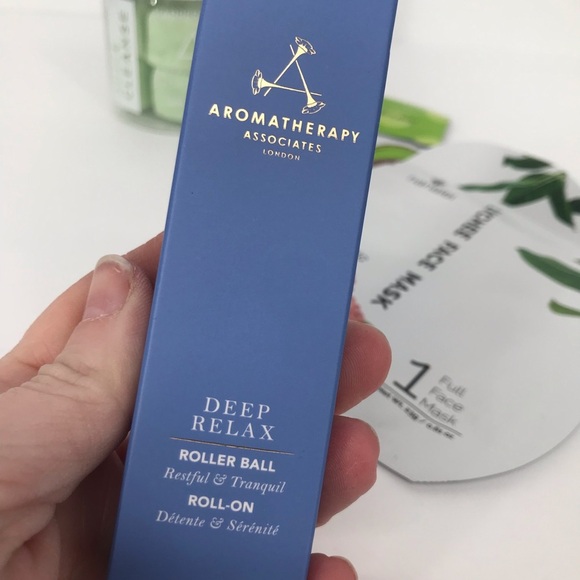 AROMATHERAPY
ASSOCIATES
LONDON
DEEP
RELAX
ROLLER BALL
Restful & Tranquil
ROLL-ON
Détente & Sérénité
LYCHEE FACE MASK
1 Full
Face
Mask